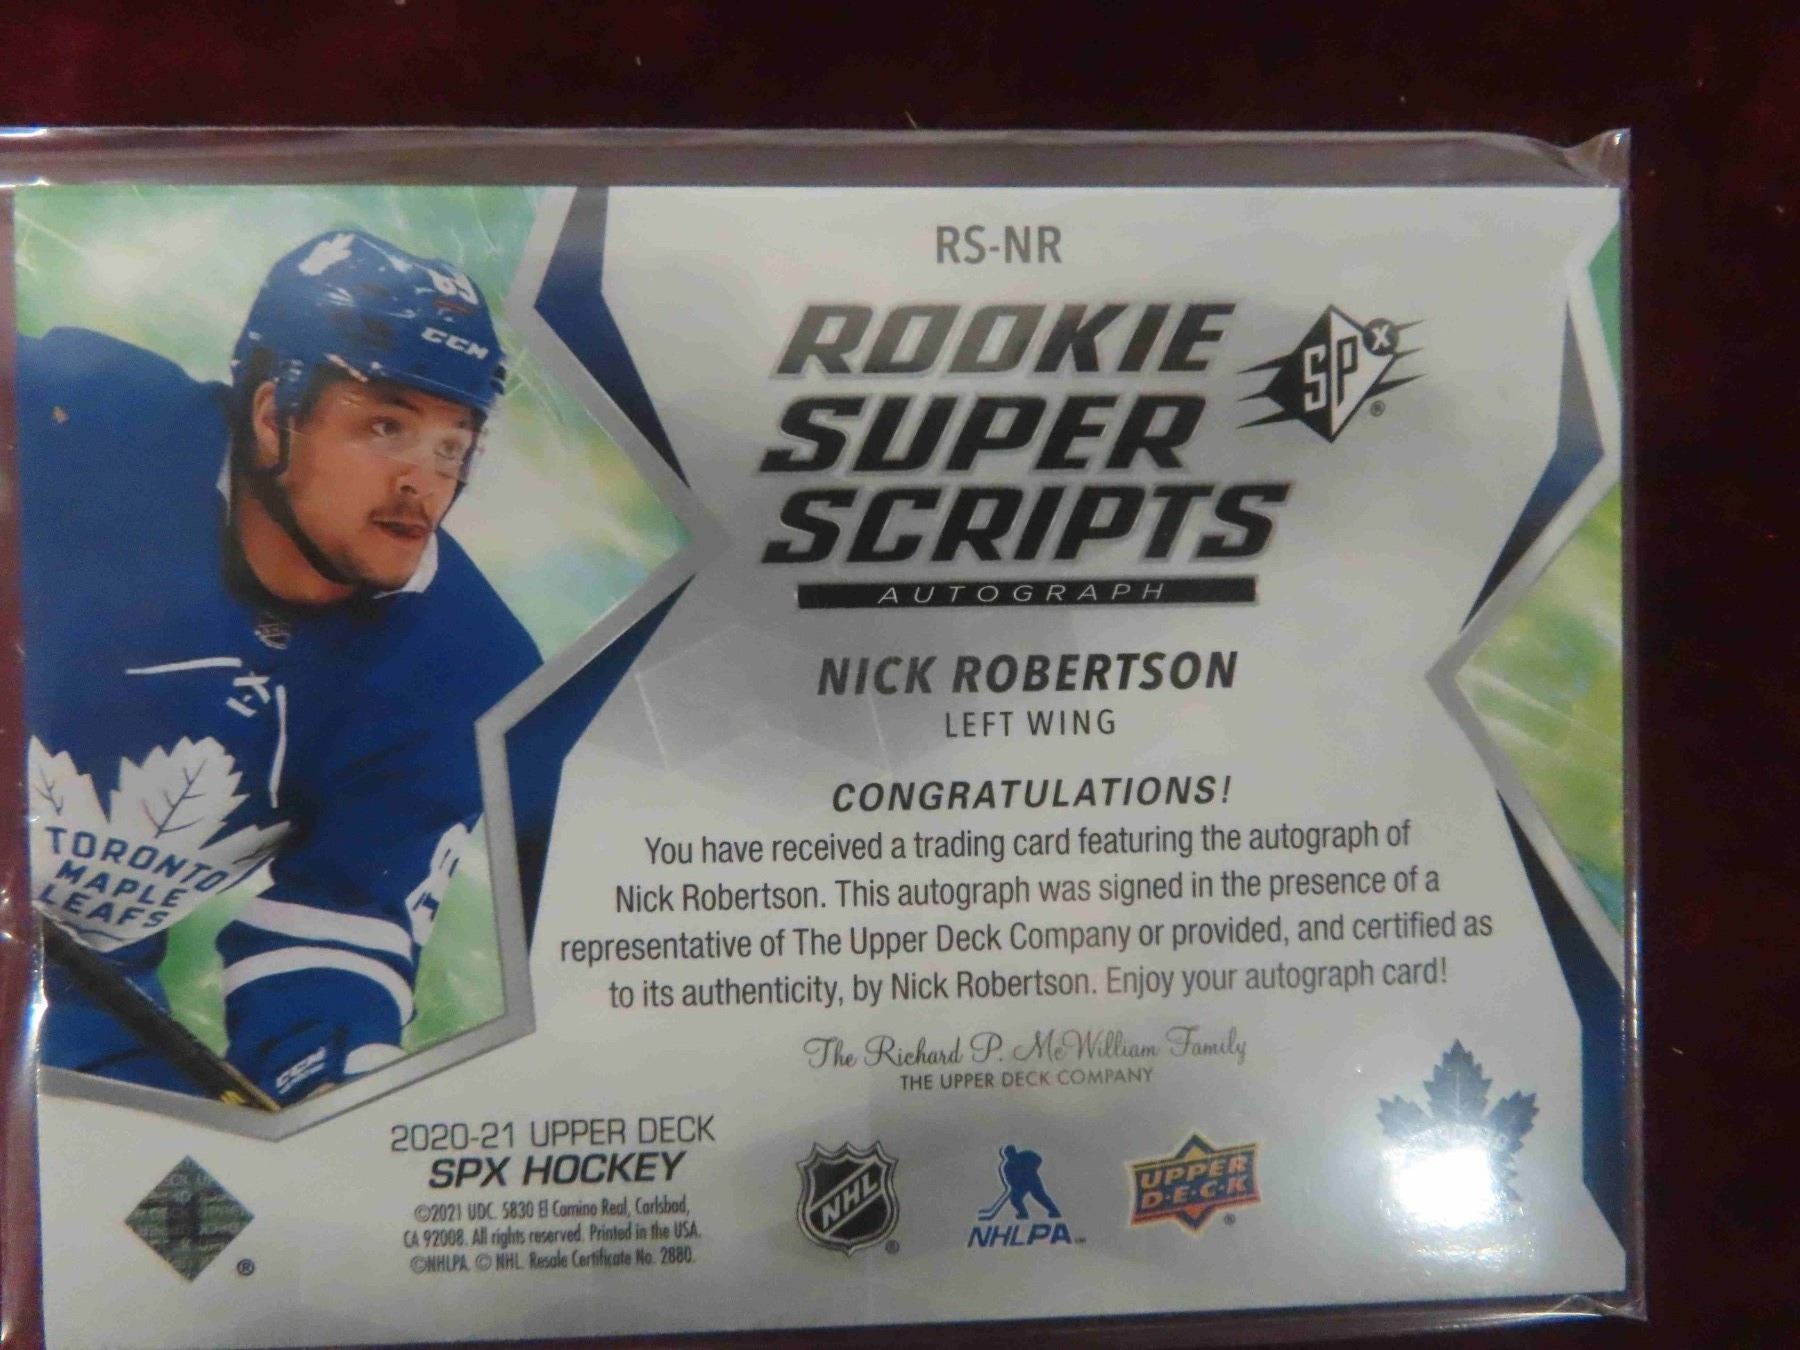 RS-NR
ROOKIE
SPx®
SUPER
SCRIPTS
AUTOGRAPH
NICK ROBERTSON
LEFT WING
CONGRATULATIONS!
You have received a trading card featuring the autograph of
Nick Robertson. This autograph was signed in the presence of a
representative of The Upper Deck Company or provided, and certified as
to its authenticity, by Nick Robertson. Enjoy your autograph card!
The Richard P. McWilliam Family
THE UPPER DECK COMPANY
2020-21 UPPER DECK
SPX HOCKEY
©2021 UDC. 5830 El Camino Real, Carlsbad,
CA 92008. All rights reserved. Printed in the USA.
©NHLPA. © NHL. Resale Certificate No. 2880.
®
NHL®
NHLPA™
UPPER
D·E·C·K®
89
CCM
TORONTO
MAPLE
LEAFS
CCM